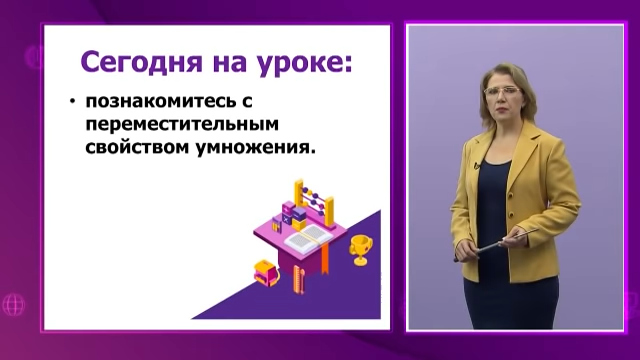 Сегодня на уроке:
• познакомитесь с
переместительным
свойством умножения.